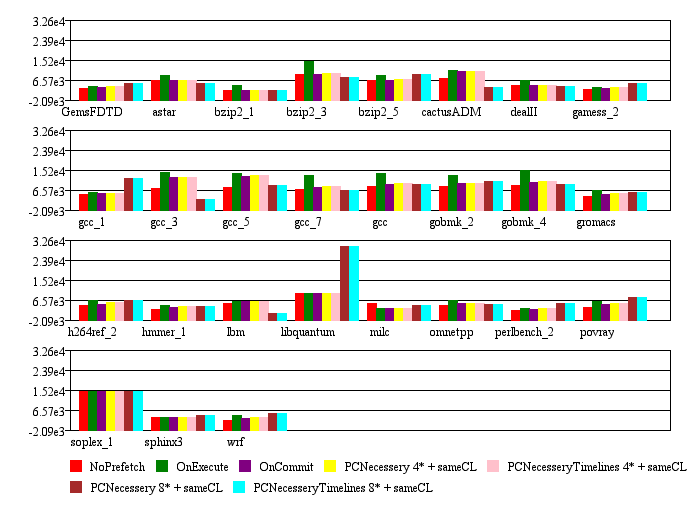 3.26e4
2.39e4
1.52e4
6.57e3
-2.09e3
GemsFDTD astar bzip2_1 bzip2_3 bzip2_5 cactusADM dealII gamess_2
3.26e4
2.39e4
1.52e4
6.57e3
-2.09e3
gcc_1 gcc_3 gcc_5 gcc_7 gcc gobmk_2 gobmk_4 gromacs
3.26e4
2.39e4
1.52e4
6.57e3
-2.09e3
h264ref_2 hmmer_1 lbm libquantum milc omnetpp perlbench_2 povray
3.26e4
2.39e4
1.52e4
6.57e3
-2.09e3
soplex_1 sphinx3 wrf
NoPrefetch OnExecute OnCommit PCNecessery 4* + sameCL PCNecesseryTimelines 4* + sameCL
PCNecessery 8* + sameCL PCNecesseryTimelines 8* + sameCL